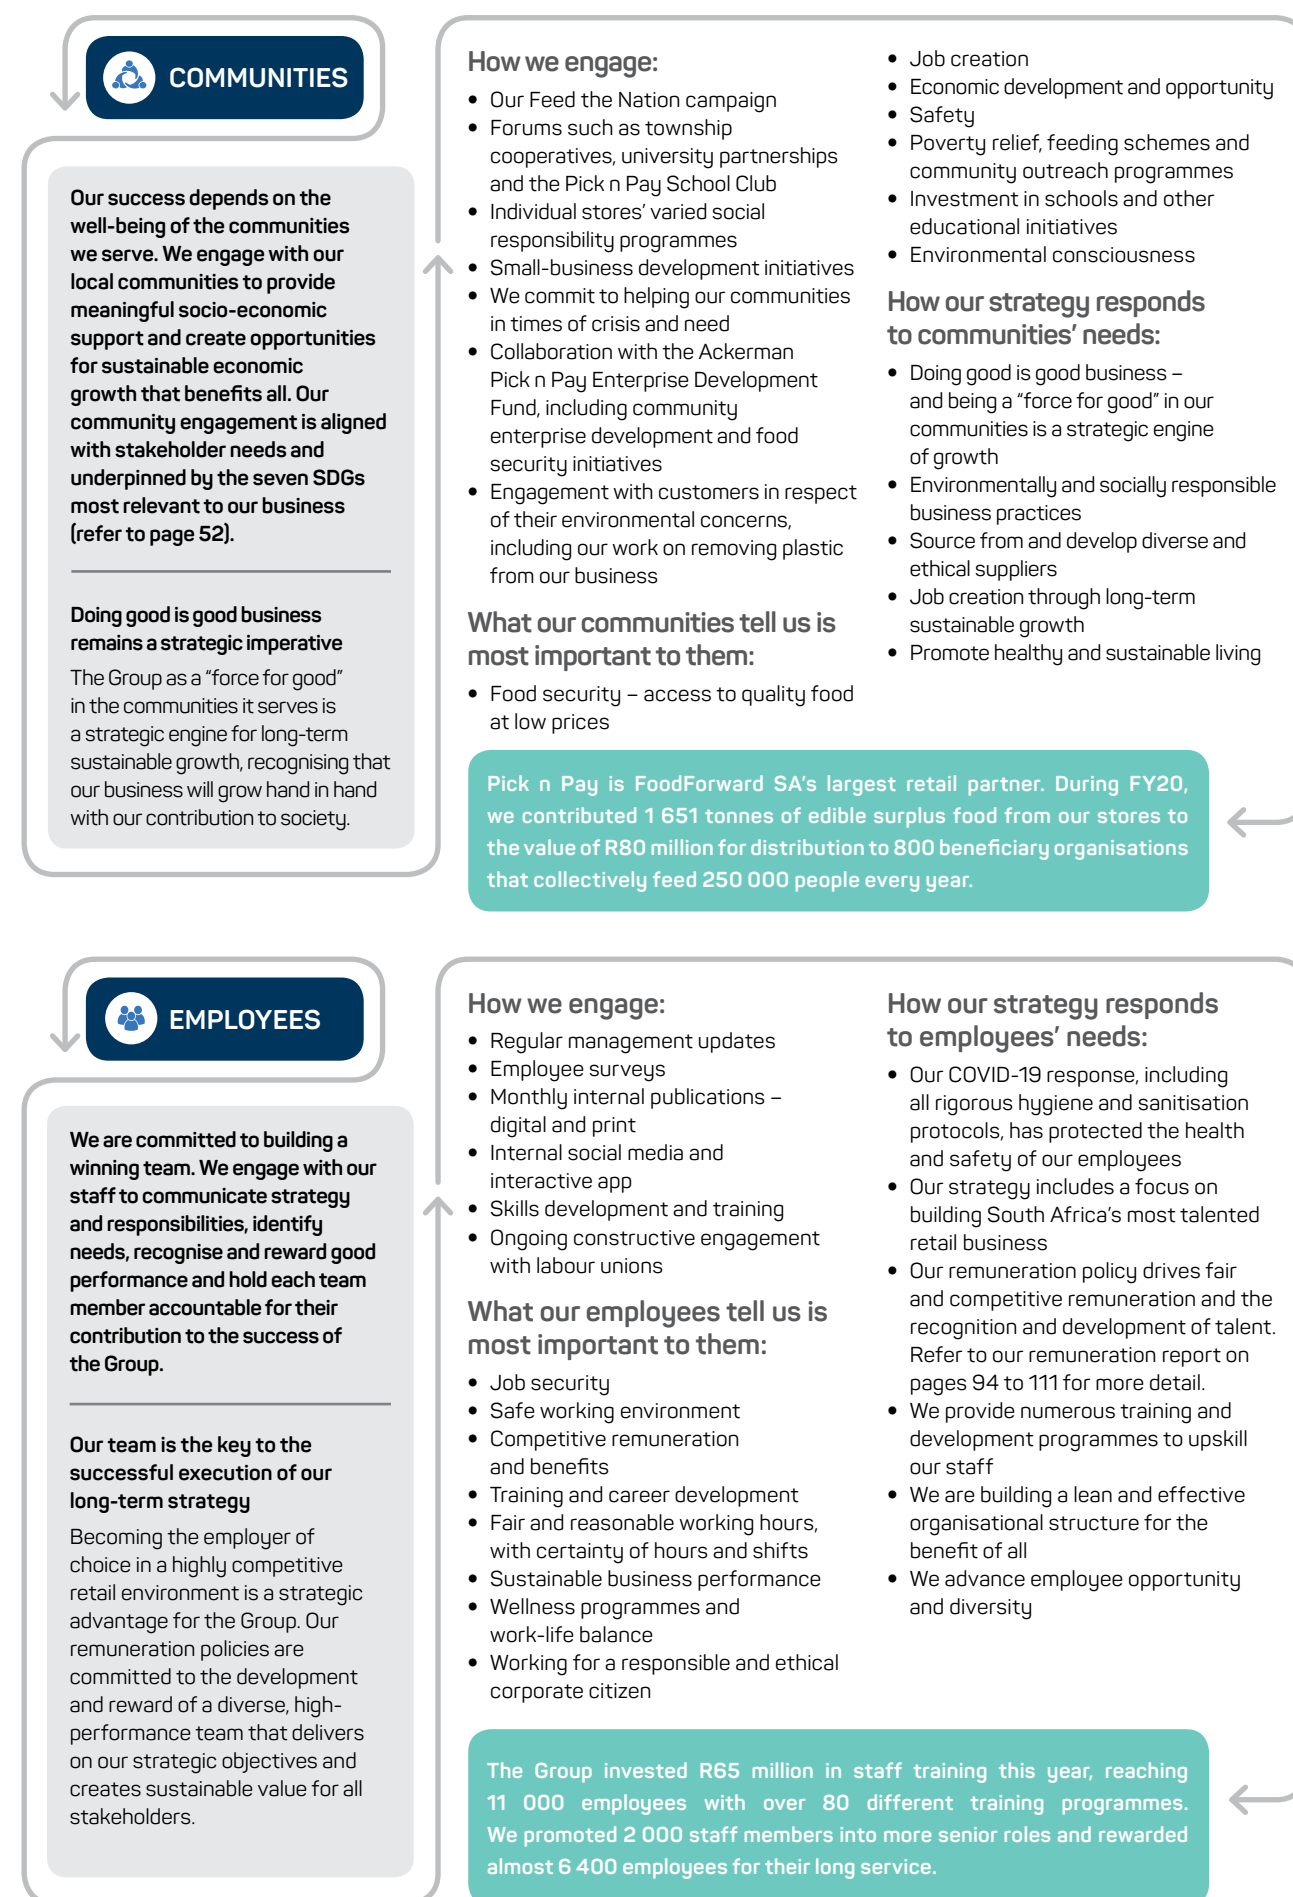 COMMUNITIES
Our success depends on the
well-being of the communities
we serve. We engage with our
local communities to provide
meaningful socio-economic
support and create opportunities
for sustainable economic
growth that benefits all. Our
community engagement is aligned
with stakeholder needs and
underpinned by the seven SDGs
most relevant to our business
(refer to page 52).
Doing good is good business
remains a strategic imperative
The Group as a “force for good”
in the communities it serves is
a strategic engine for long-term
sustainable growth, recognising that
our business will grow hand in hand
with our contribution to society.
How we engage:
• Our Feed the Nation campaign
• Forums such as township
cooperatives, university partnerships
and the Pick n Pay School Club
• Individual stores’ varied social
responsibility programmes
• Small-business development initiatives
• We commit to helping our communities
in times of crisis and need
• Collaboration with the Ackerman
Pick n Pay Enterprise Development
Fund, including community
enterprise development and food
security initiatives
• Engagement with customers in respect
of their environmental concerns,
including our work on removing plastic
from our business
What our communities tell us is
most important to them:
• Food security – access to quality food
at low prices
• Job creation
• Economic development and opportunity
• Safety
• Poverty relief, feeding schemes and
community outreach programmes
• Investment in schools and other
educational initiatives
• Environmental consciousness
How our strategy responds
to communities’ needs:
• Doing good is good business –
and being a “force for good” in our
communities is a strategic engine
of growth
• Environmentally and socially responsible
business practices
• Source from and develop diverse and
ethical suppliers
• Job creation through long-term
sustainable growth
• Promote healthy and sustainable living
Pick n Pay is FoodForward SA’s largest retail partner. During FY20,
we contributed 1 651 tonnes of edible surplus food from our stores to
the value of R80 million for distribution to 800 beneficiary organisations
that collectively feed 250 000 people every year.
EMPLOYEES
We are committed to building a
winning team. We engage with our
staff to communicate strategy
and responsibilities, identify
needs, recognise and reward good
performance and hold each team
member accountable for their
contribution to the success of
the Group.
Our team is the key to the
successful execution of our
long-term strategy
Becoming the employer of
choice in a highly competitive
retail environment is a strategic
advantage for the Group. Our
remuneration policies are
committed to the development
and reward of a diverse, high-
performance team that delivers
on our strategic objectives and
creates sustainable value for all
stakeholders.
How we engage:
• Regular management updates
• Employee surveys
• Monthly internal publications –
digital and print
• Internal social media and
interactive app
• Skills development and training
• Ongoing constructive engagement
with labour unions
What our employees tell us is
most important to them:
• Job security
• Safe working environment
• Competitive remuneration
and benefits
• Training and career development
• Fair and reasonable working hours,
with certainty of hours and shifts
• Sustainable business performance
• Wellness programmes and
work-life balance
• Working for a responsible and ethical
corporate citizen
How our strategy responds
to employees’ needs:
• Our COVID-19 response, including
all rigorous hygiene and sanitisation
protocols, has protected the health
and safety of our employees
• Our strategy includes a focus on
building South Africa’s most talented
retail business
• Our remuneration policy drives fair
and competitive remuneration and the
recognition and development of talent.
Refer to our remuneration report on
pages 94 to 111 for more detail.
• We provide numerous training and
development programmes to upskill
our staff
• We are building a lean and effective
organisational structure for the
benefit of all
• We advance employee opportunity
and diversity
The Group invested R65 million in staff training this year, reaching
11 000 employees with over 80 different training programmes.
We promoted 2 000 staff members into more senior roles and rewarded
almost 6 400 employees for their long service.